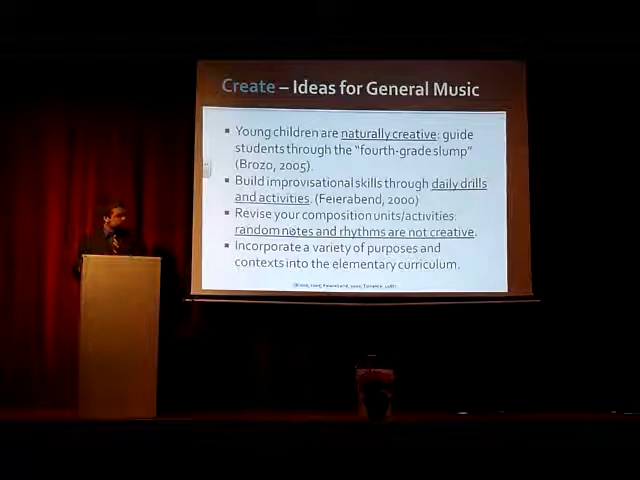 Create – Ideas for General Music
▪ Young children are naturally creative: guide
students through the "fourth-grade slump"
(Brozo, 2005).
▪ Build improvisational skills through daily drills
and activities. (Feierabend, 2000)
▪ Revise your composition units/activities:
random notes and rhythms are not creative.
▪ Incorporate a variety of purposes and
contexts into the elementary curriculum.